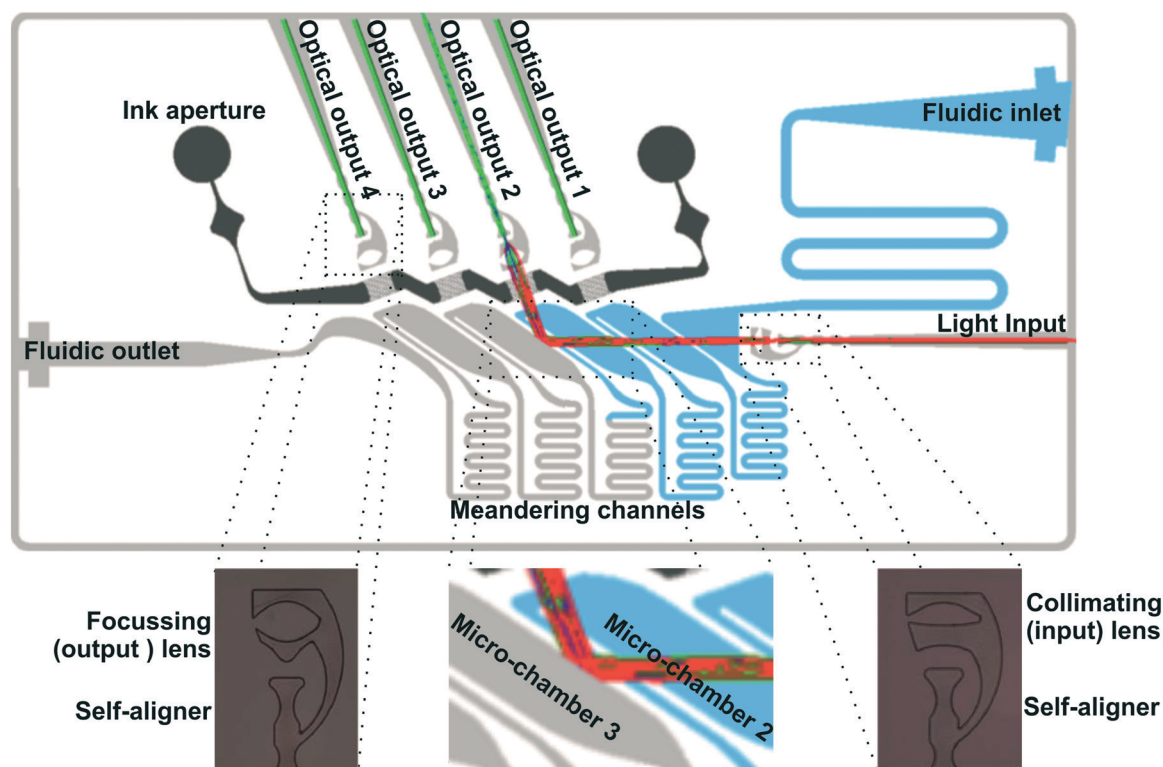 Optical output 4
Optical output 3
Optical output 2
Optical output 1
Ink aperture
Fluidic inlet
Light Input
Fluidic outlet
Meandering channels
Focussing
(output ) lens
Self-aligner
Micro-chamber 3
Micro-chamber 2
Collimating
(input) lens
Self-aligner